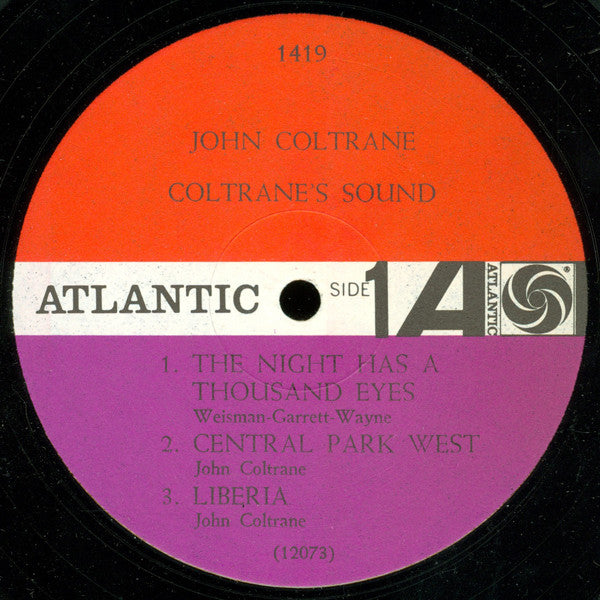 1419
JOHN COLTRANE
COLTRANE'S SOUND
ATLANTIC SIDE 1 A ATLANTIC ®
1. THE NIGHT HAS A
THOUSAND EYES
Weisman-Garrett-Wayne
2. CENTRAL PARK WEST
John Coltrane
3. LIBERIA
John Coltrane
(12073)